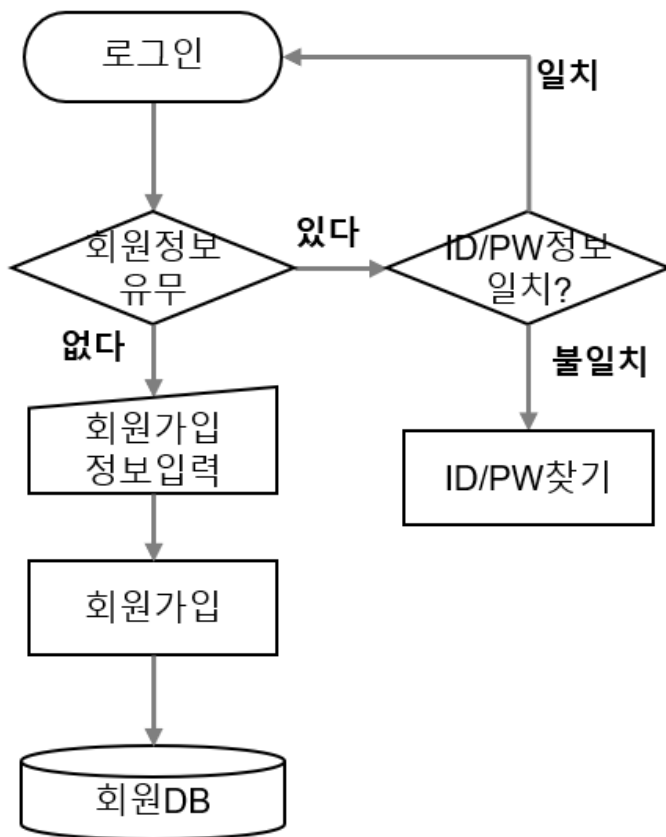 로그인
일치
회원정보
유무
있다
ID/PW정보
일치?
없다
불일치
회원가입
정보입력
ID/PW찾기
회원가입
회원DB